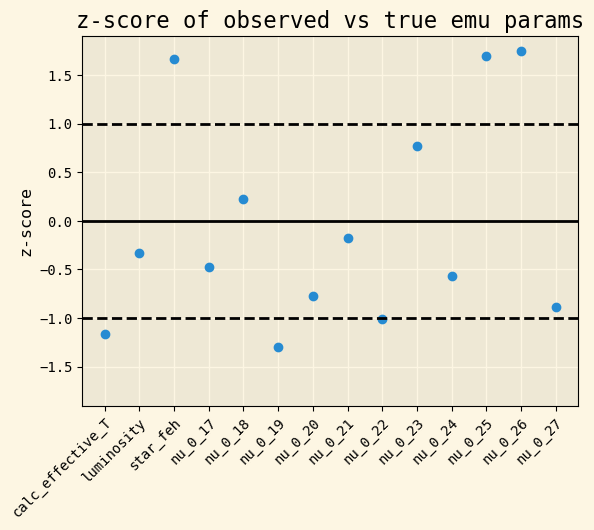 z-score of observed vs true emu params
z-score
1.5
1.0
0.5
0.0
−0.5
−1.0
−1.5
calc_effective_T
luminosity
star_feh
nu_0_17
nu_0_18
nu_0_19
nu_0_20
nu_0_21
nu_0_22
nu_0_23
nu_0_24
nu_0_25
nu_0_26
nu_0_27